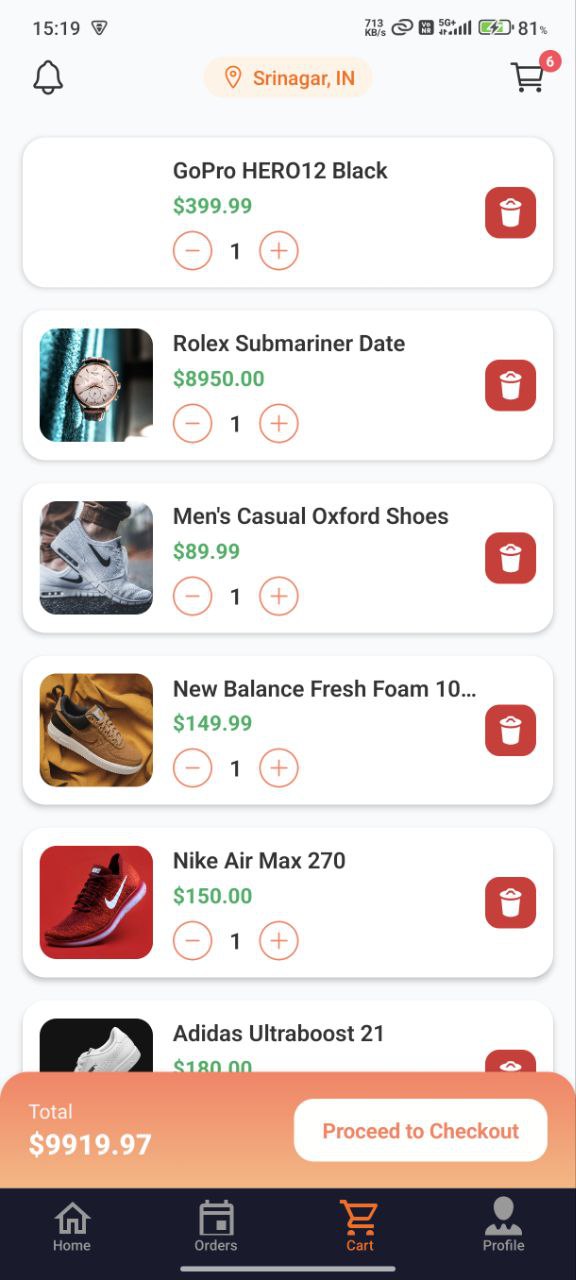 15:19
713 KB/s Vo NR 5G+ 81%
Srinagar, IN
6
GoPro HERO12 Black
$399.99
1
Rolex Submariner Date
$8950.00
1
Men's Casual Oxford Shoes
$89.99
1
New Balance Fresh Foam 10...
$149.99
1
Nike Air Max 270
$150.00
1
Adidas Ultraboost 21
$180.00
Total
$9919.97
Proceed to Checkout
Home
Orders
Cart
Profile